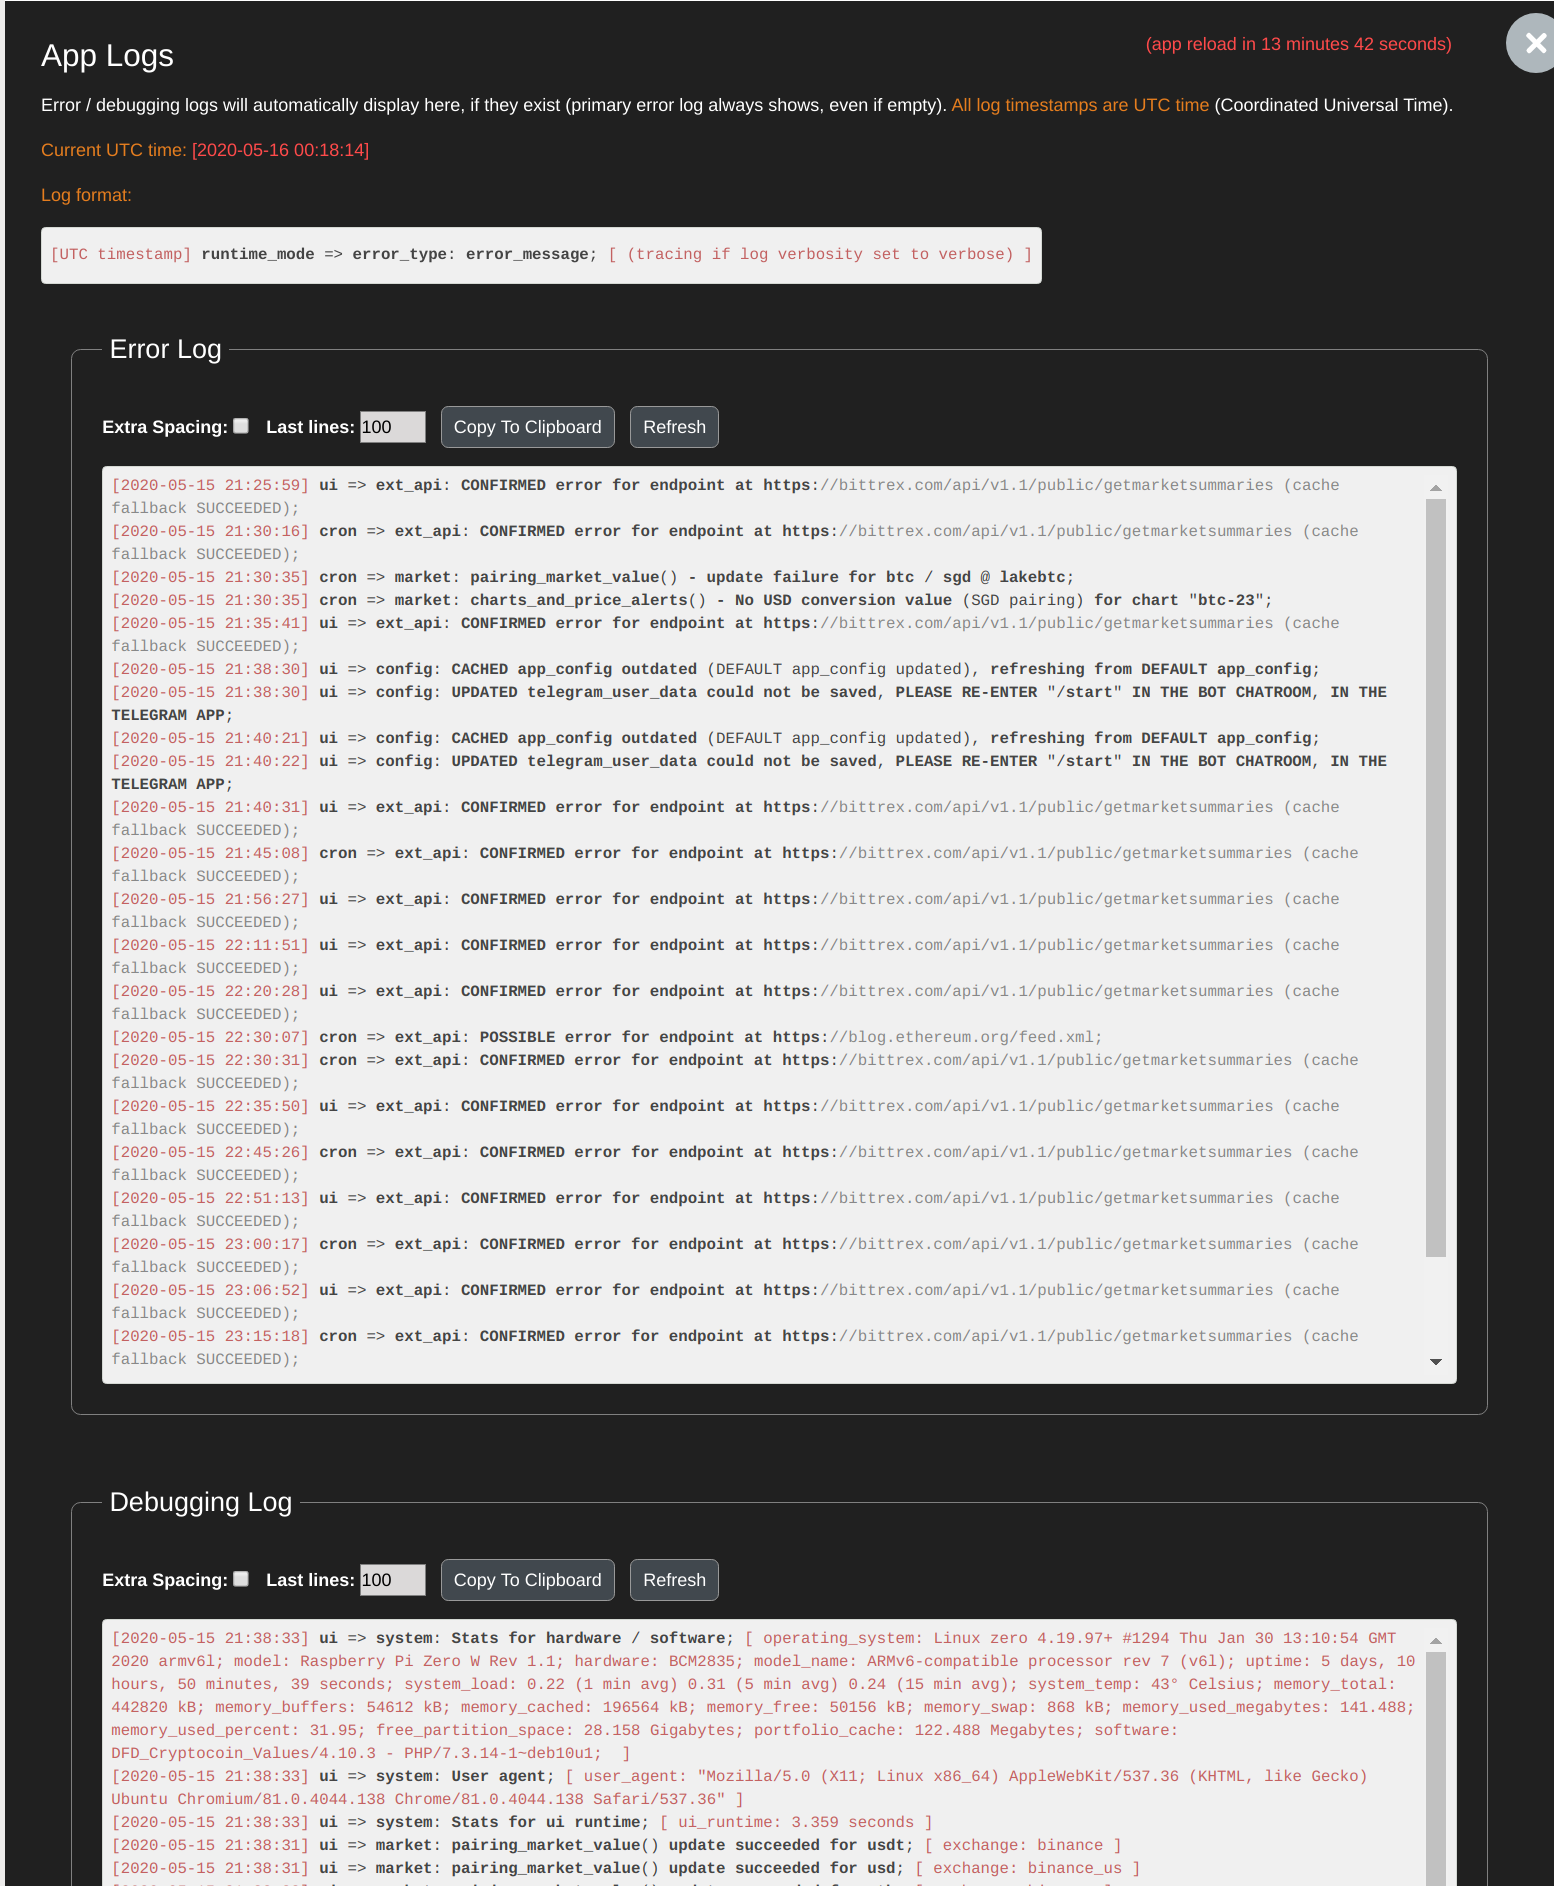 App Logs
(app reload in 13 minutes 42 seconds)
Error / debugging logs will automatically display here, if they exist (primary error log always shows, even if empty). All log timestamps are UTC time (Coordinated Universal Time).
Current UTC time: [2020-05-16 00:18:14]
Log format:
[UTC timestamp] runtime_mode => error_type: error_message; [ (tracing if log verbosity set to verbose) ]
Error Log
Extra Spacing: Last lines: 100 Copy To Clipboard Refresh
[2020-05-15 21:25:59] ui => ext_api: CONFIRMED error for endpoint at https://bittrex.com/api/v1.1/public/getmarketsummaries (cache
fallback SUCCEEDED);
[2020-05-15 21:30:16] cron => ext_api: CONFIRMED error for endpoint at https://bittrex.com/api/v1.1/public/getmarketsummaries (cache
fallback SUCCEEDED);
[2020-05-15 21:30:35] cron => market: pairing_market_value() - update failure for btc / sgd @ lakebtc;
[2020-05-15 21:30:35] cron => market: charts_and_price_alerts() - No USD conversion value (SGD pairing) for chart "btc-23";
[2020-05-15 21:35:41] ui => ext_api: CONFIRMED error for endpoint at https://bittrex.com/api/v1.1/public/getmarketsummaries (cache
fallback SUCCEEDED);
[2020-05-15 21:38:30] ui => config: CACHED app_config outdated (DEFAULT app_config updated), refreshing from DEFAULT app_config;
[2020-05-15 21:38:30] ui => config: UPDATED telegram_user_data could not be saved, PLEASE RE-ENTER "/start" IN THE BOT CHATROOM, IN THE
TELEGRAM APP;
[2020-05-15 21:40:21] ui => config: CACHED app_config outdated (DEFAULT app_config updated), refreshing from DEFAULT app_config;
[2020-05-15 21:40:22] ui => config: UPDATED telegram_user_data could not be saved, PLEASE RE-ENTER "/start" IN THE BOT CHATROOM, IN THE
TELEGRAM APP;
[2020-05-15 21:40:31] ui => ext_api: CONFIRMED error for endpoint at https://bittrex.com/api/v1.1/public/getmarketsummaries (cache
fallback SUCCEEDED);
[2020-05-15 21:45:08] cron => ext_api: CONFIRMED error for endpoint at https://bittrex.com/api/v1.1/public/getmarketsummaries (cache
fallback SUCCEEDED);
[2020-05-15 21:56:27] ui => ext_api: CONFIRMED error for endpoint at https://bittrex.com/api/v1.1/public/getmarketsummaries (cache
fallback SUCCEEDED);
[2020-05-15 22:11:51] ui => ext_api: CONFIRMED error for endpoint at https://bittrex.com/api/v1.1/public/getmarketsummaries (cache
fallback SUCCEEDED);
[2020-05-15 22:20:28] ui => ext_api: CONFIRMED error for endpoint at https://bittrex.com/api/v1.1/public/getmarketsummaries (cache
fallback SUCCEEDED);
[2020-05-15 22:30:07] cron => ext_api: POSSIBLE error for endpoint at https://blog.ethereum.org/feed.xml;
[2020-05-15 22:30:31] cron => ext_api: CONFIRMED error for endpoint at https://bittrex.com/api/v1.1/public/getmarketsummaries (cache
fallback SUCCEEDED);
[2020-05-15 22:35:50] ui => ext_api: CONFIRMED error for endpoint at https://bittrex.com/api/v1.1/public/getmarketsummaries (cache
fallback SUCCEEDED);
[2020-05-15 22:45:26] cron => ext_api: CONFIRMED error for endpoint at https://bittrex.com/api/v1.1/public/getmarketsummaries (cache
fallback SUCCEEDED);
[2020-05-15 22:51:13] ui => ext_api: CONFIRMED error for endpoint at https://bittrex.com/api/v1.1/public/getmarketsummaries (cache
fallback SUCCEEDED);
[2020-05-15 23:00:17] cron => ext_api: CONFIRMED error for endpoint at https://bittrex.com/api/v1.1/public/getmarketsummaries (cache
fallback SUCCEEDED);
[2020-05-15 23:06:52] ui => ext_api: CONFIRMED error for endpoint at https://bittrex.com/api/v1.1/public/getmarketsummaries (cache
fallback SUCCEEDED);
[2020-05-15 23:15:18] cron => ext_api: CONFIRMED error for endpoint at https://bittrex.com/api/v1.1/public/getmarketsummaries (cache
fallback SUCCEEDED);
Debugging Log
Extra Spacing: Last lines: 100 Copy To Clipboard Refresh
[2020-05-15 21:38:33] ui => system: Stats for hardware / software; [ operating_system: Linux zero 4.19.97+ #1294 Thu Jan 30 13:10:54 GMT
2020 armv6l; model: Raspberry Pi Zero W Rev 1.1; hardware: BCM2835; model_name: ARMv6-compatible processor rev 7 (v6l); uptime: 5 days, 10
hours, 50 minutes, 39 seconds; system_load: 0.22 (1 min avg) 0.31 (5 min avg) 0.24 (15 min avg); system_temp: 43° Celsius; memory_total:
442820 kB; memory_buffers: 54612 kB; memory_cached: 196564 kB; memory_free: 50156 kB; memory_swap: 868 kB; memory_used_megabytes: 141.488;
memory_used_percent: 31.95; free_partition_space: 28.158 Gigabytes; portfolio_cache: 122.488 Megabytes; software:
DFD_Cryptocoin_Values/4.10.3 - PHP/7.3.14-1~deb10u1;  ]
[2020-05-15 21:38:33] ui => system: User agent; [ user_agent: "Mozilla/5.0 (X11; Linux x86_64) AppleWebKit/537.36 (KHTML, like Gecko)
Ubuntu Chromium/81.0.4044.138 Chrome/81.0.4044.138 Safari/537.36" ]
[2020-05-15 21:38:33] ui => system: Stats for ui runtime; [ ui_runtime: 3.359 seconds ]
[2020-05-15 21:38:31] ui => market: pairing_market_value() update succeeded for usdt; [ exchange: binance ]
[2020-05-15 21:38:31] ui => market: pairing_market_value() update succeeded for usd; [ exchange: binance_us ]